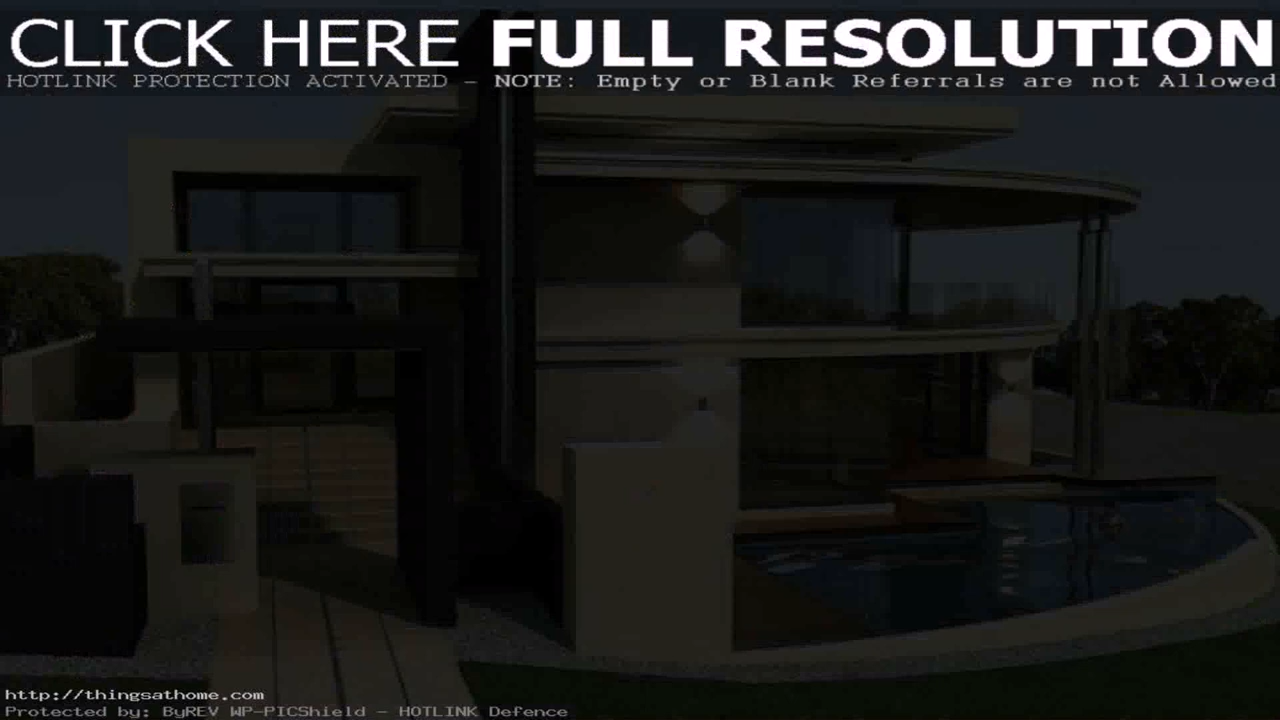 CLICK HERE FULL RESOLUTION
HOTLINK PROTECTION ACTIVATED – NOTE: Empty or Blank Referrals are not Allowed
http://thingsathome.com
Protected by: ByREV WP-PICShield – HOTLINK Defence